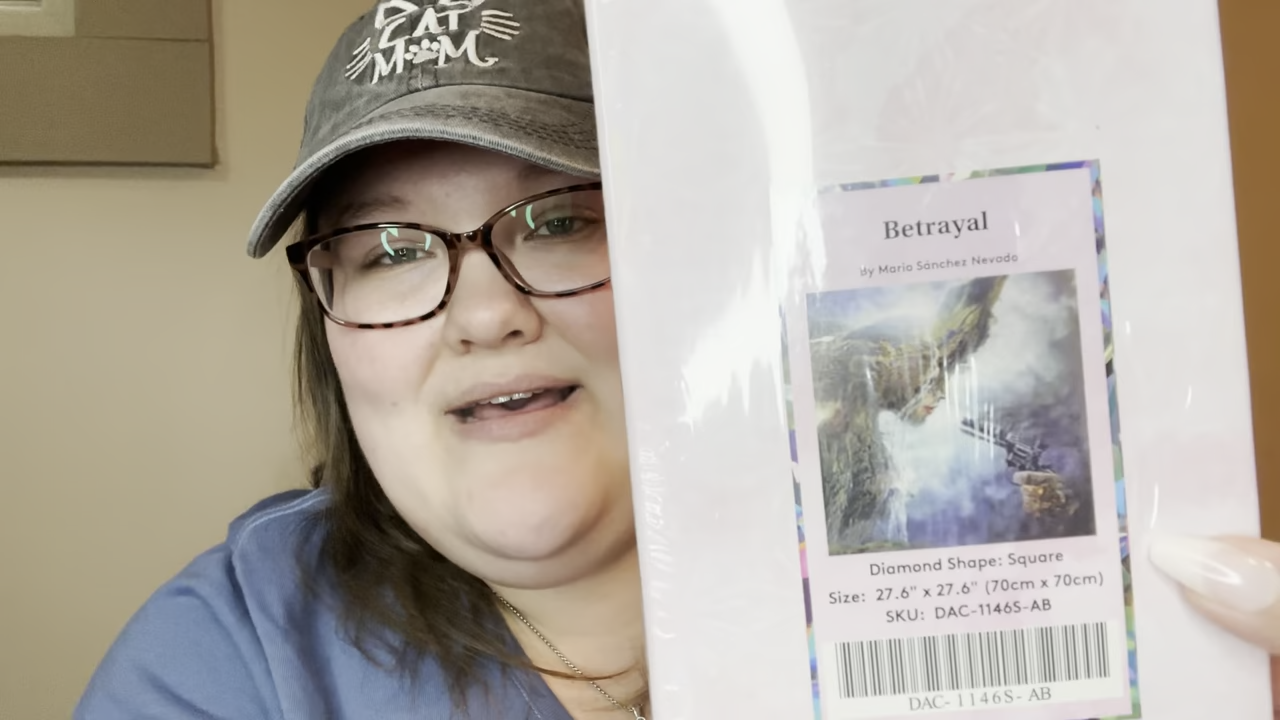 CAT
MOM
Betrayal
By Mario Sánchez Nevado
Diamond Shape: Square
Size: 27.6" x 27.6" (70cm x 70cm)
SKU: DAC-1146S-AB
DAC- 1146S- AB